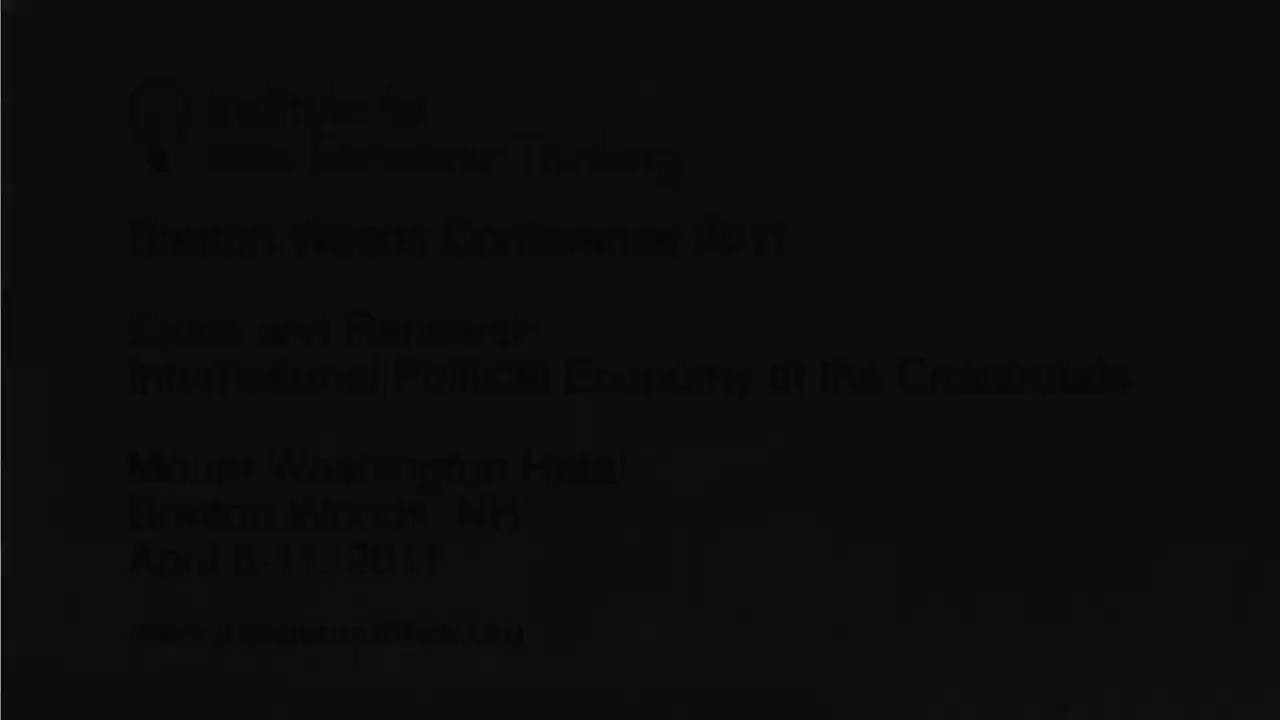 Institute for
New Economic Thinking
Bretton Woods Conference 2011
Crisis and Renewal:
International Political Economy at the Crossroads
Mount Washington Hotel
Bretton Woods, NH
April 8-11, 2011